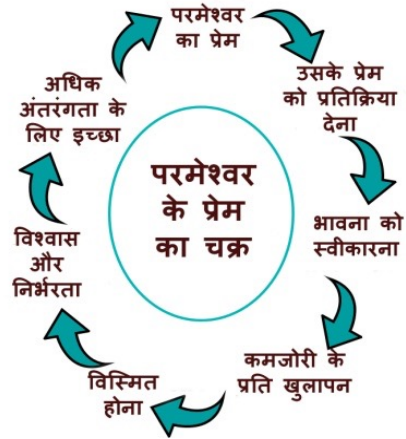 परमेश्वर
का प्रेम
उसके प्रेम
को प्रतिक्रिया
देना
भावना को
स्वीकारना
कमजोरी के
प्रति खुलापन
विस्मित
होना
विश्वास
और
निर्भरता
अधिक
अंतरंगता के
लिए इच्छा
परमेश्वर
के प्रेम
का चक्र